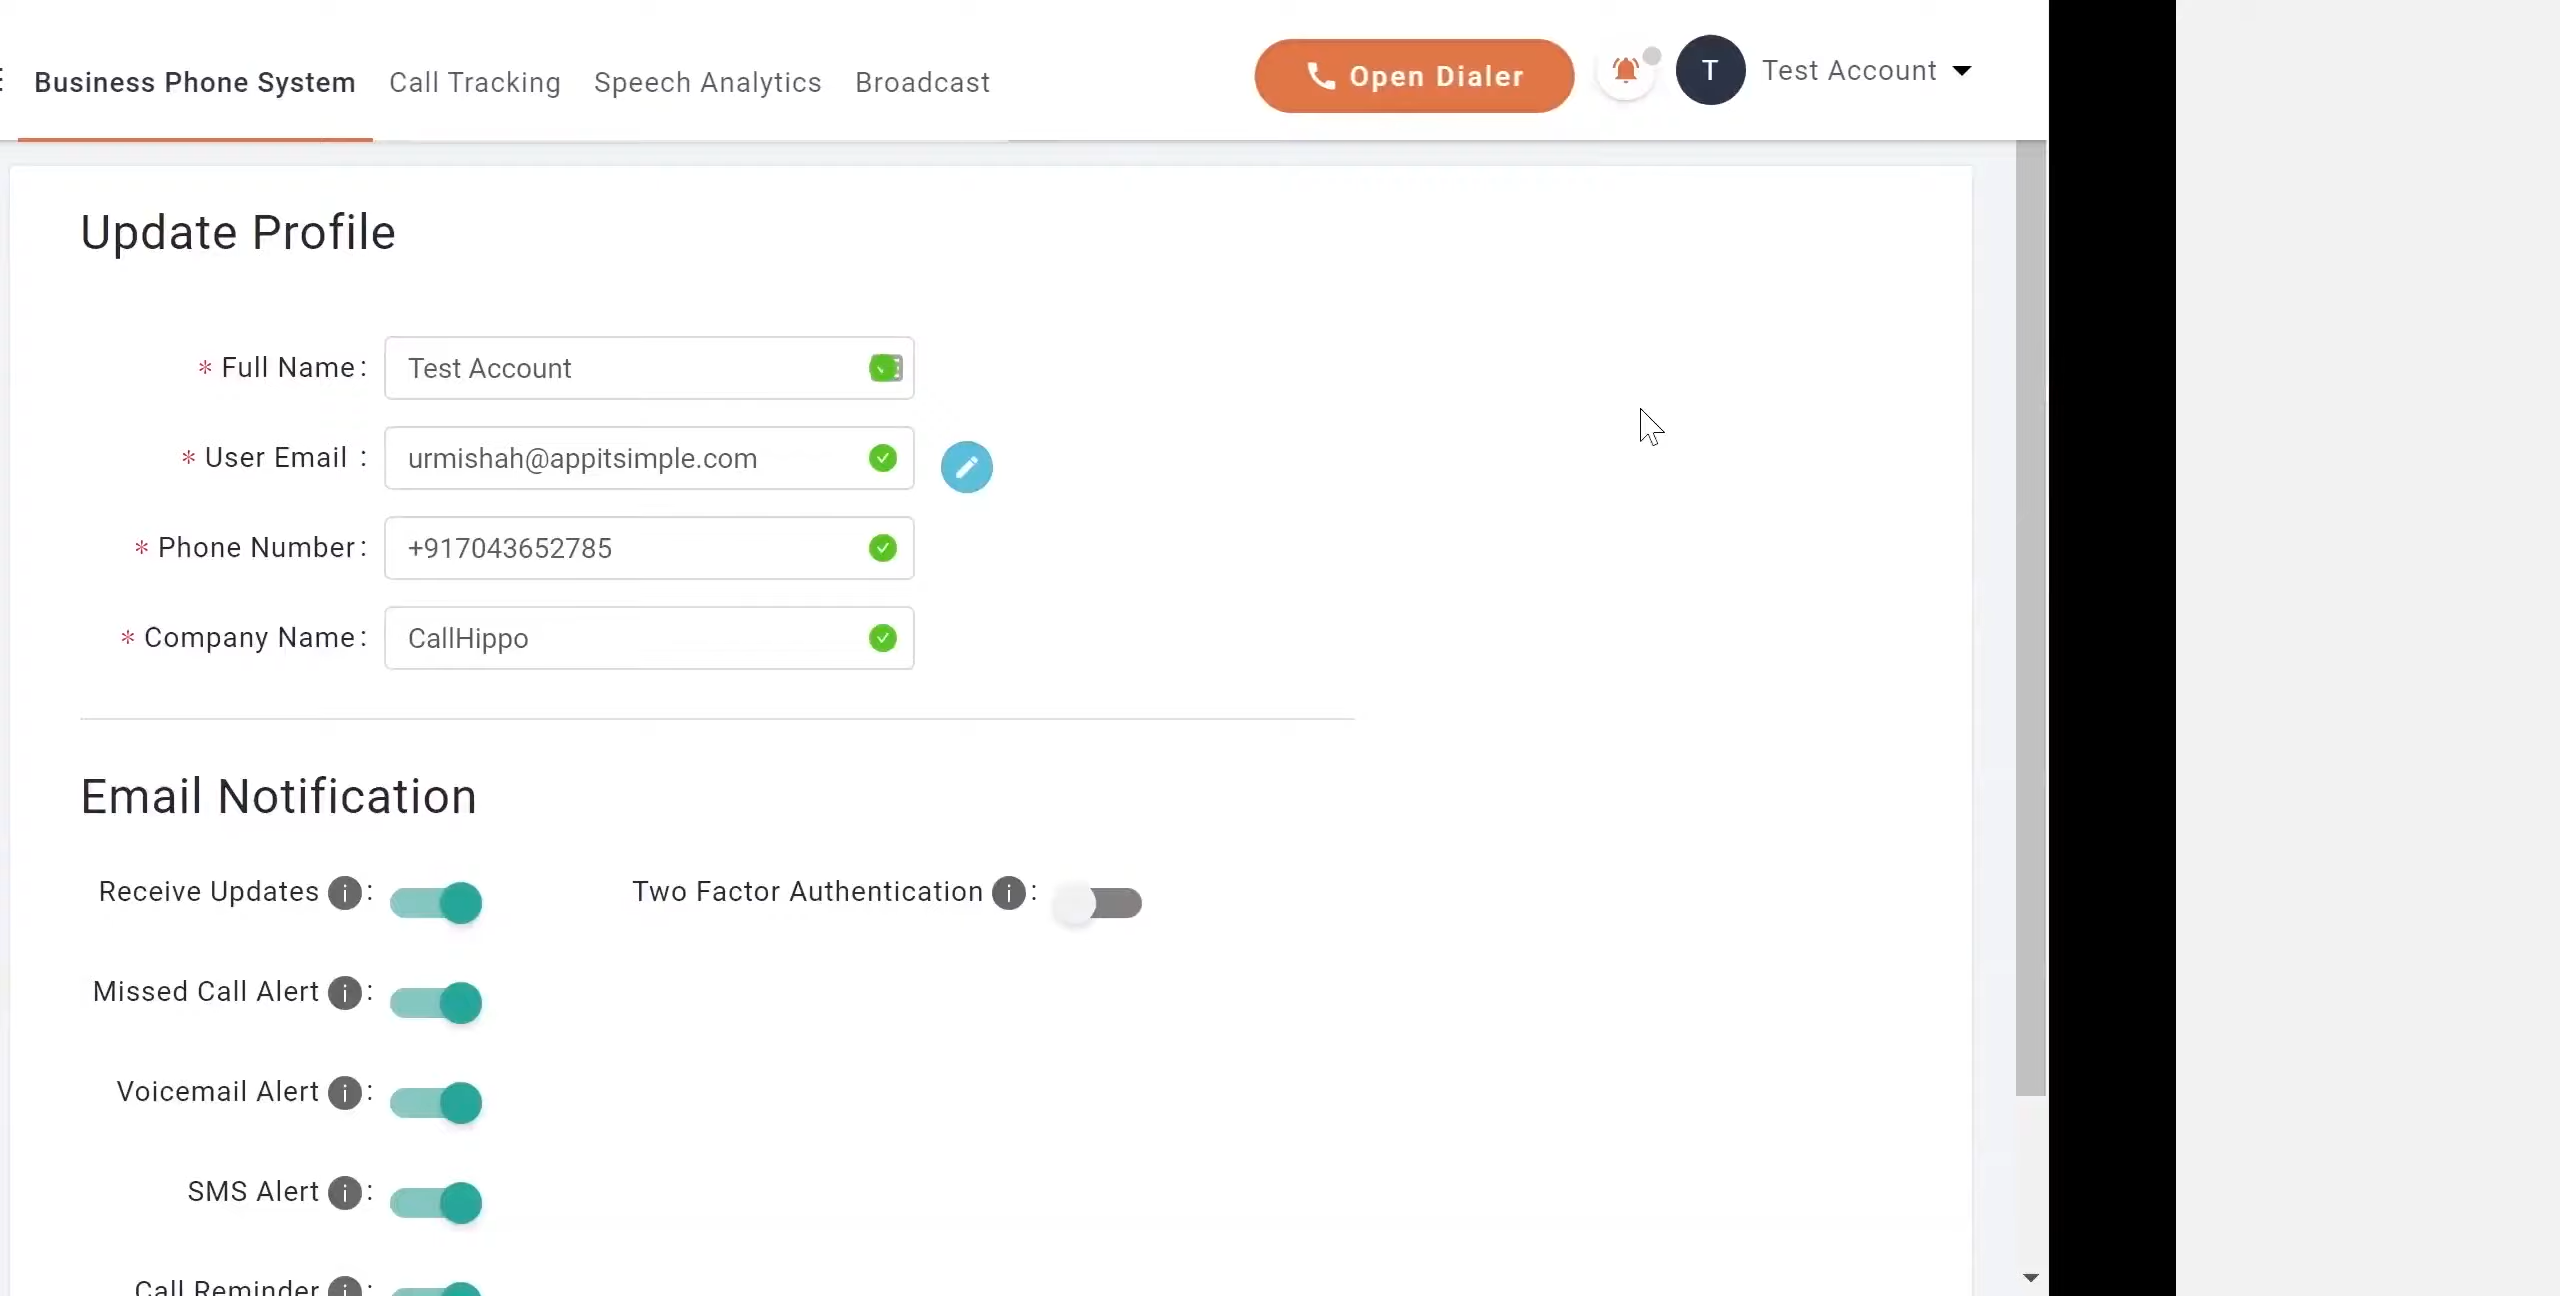 Business Phone System Call Tracking Speech Analytics Broadcast Open Dialer T Test Account
Update Profile
* Full Name : Test Account
* User Email : urmishah@appitsimple.com
* Phone Number : +917043652785
* Company Name : CallHippo
Email Notification
Receive Updates i : Two Factor Authentication i :
Missed Call Alert i :
Voicemail Alert i :
SMS Alert i :
Call Reminder i :